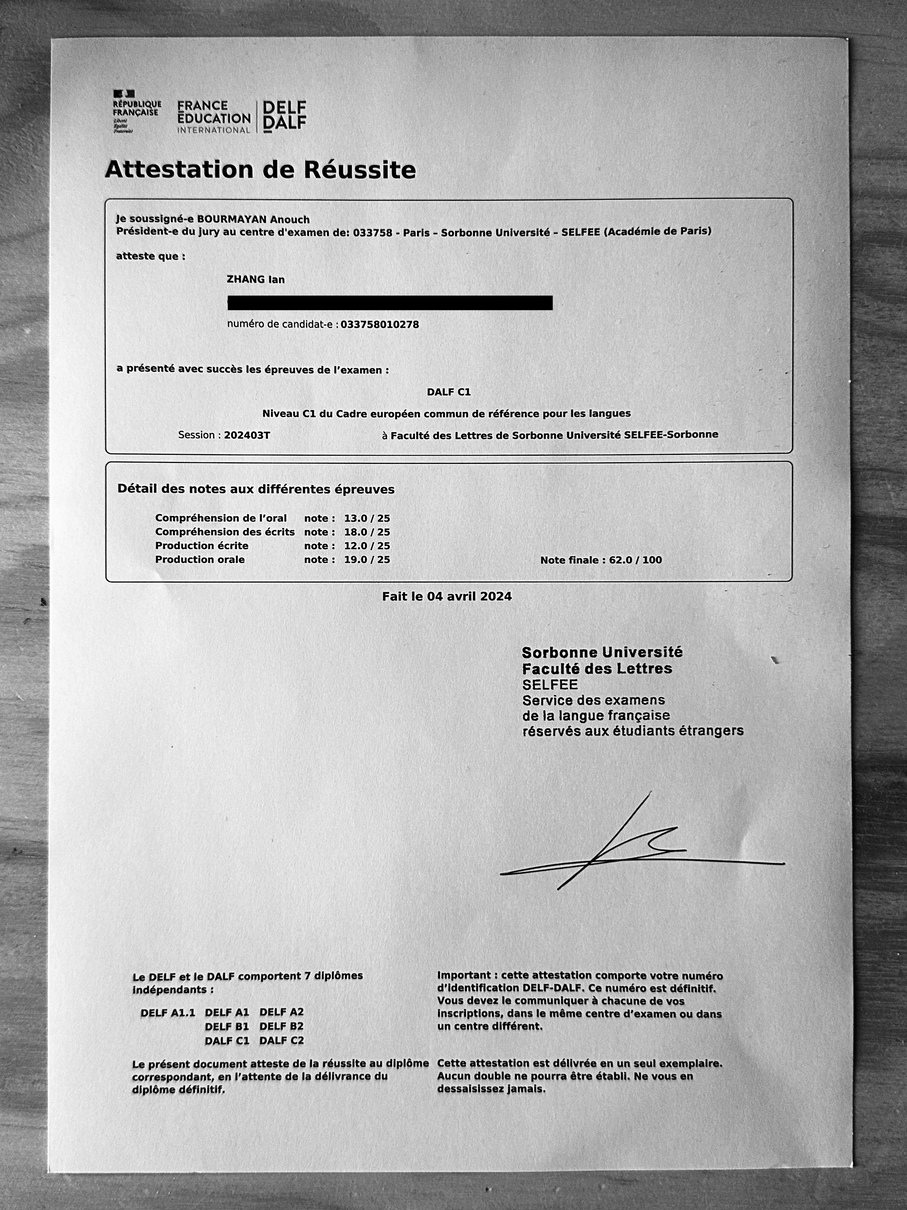 RÉPUBLIQUE
FRANÇAISE
Liberté
Égalité
Fraternité
FRANCE
ÉDUCATION
INTERNATIONAL
DELF
DALF
Attestation de Réussite
Je soussigné-e BOURMAYAN Anouch
Président-e du jury au centre d'examen de: 033758 - Paris – Sorbonne Université – SELFEE (Académie de Paris)
atteste que :
ZHANG Ian
numéro de candidat-e : 033758010278
a présenté avec succès les épreuves de l'examen :
DALF C1
Niveau C1 du Cadre européen commun de référence pour les langues
Session : 202403T à Faculté des Lettres de Sorbonne Université SELFEE-Sorbonne
Détail des notes aux différentes épreuves
Compréhension de l'oral note : 13.0 / 25
Compréhension des écrits note : 18.0 / 25
Production écrite note : 12.0 / 25
Production orale note : 19.0 / 25 Note finale : 62.0 / 100
Fait le 04 avril 2024
Sorbonne Université
Faculté des Lettres
SELFEE
Service des examens
de la langue française
réservés aux étudiants étrangers
Le DELF et le DALF comportent 7 diplômes
indépendants :
DELF A1.1 DELF A1 DELF A2
DELF B1 DELF B2
DALF C1 DALF C2
Le présent document atteste de la réussite au diplôme
correspondant, en l'attente de la délivrance du
diplôme définitif.
Important : cette attestation comporte votre numéro
d'identification DELF-DALF. Ce numéro est définitif.
Vous devez le communiquer à chacune de vos
inscriptions, dans le même centre d'examen ou dans
un centre différent.
Cette attestation est délivrée en un seul exemplaire.
Aucun double ne pourra être établi. Ne vous en
dessaisissez jamais.